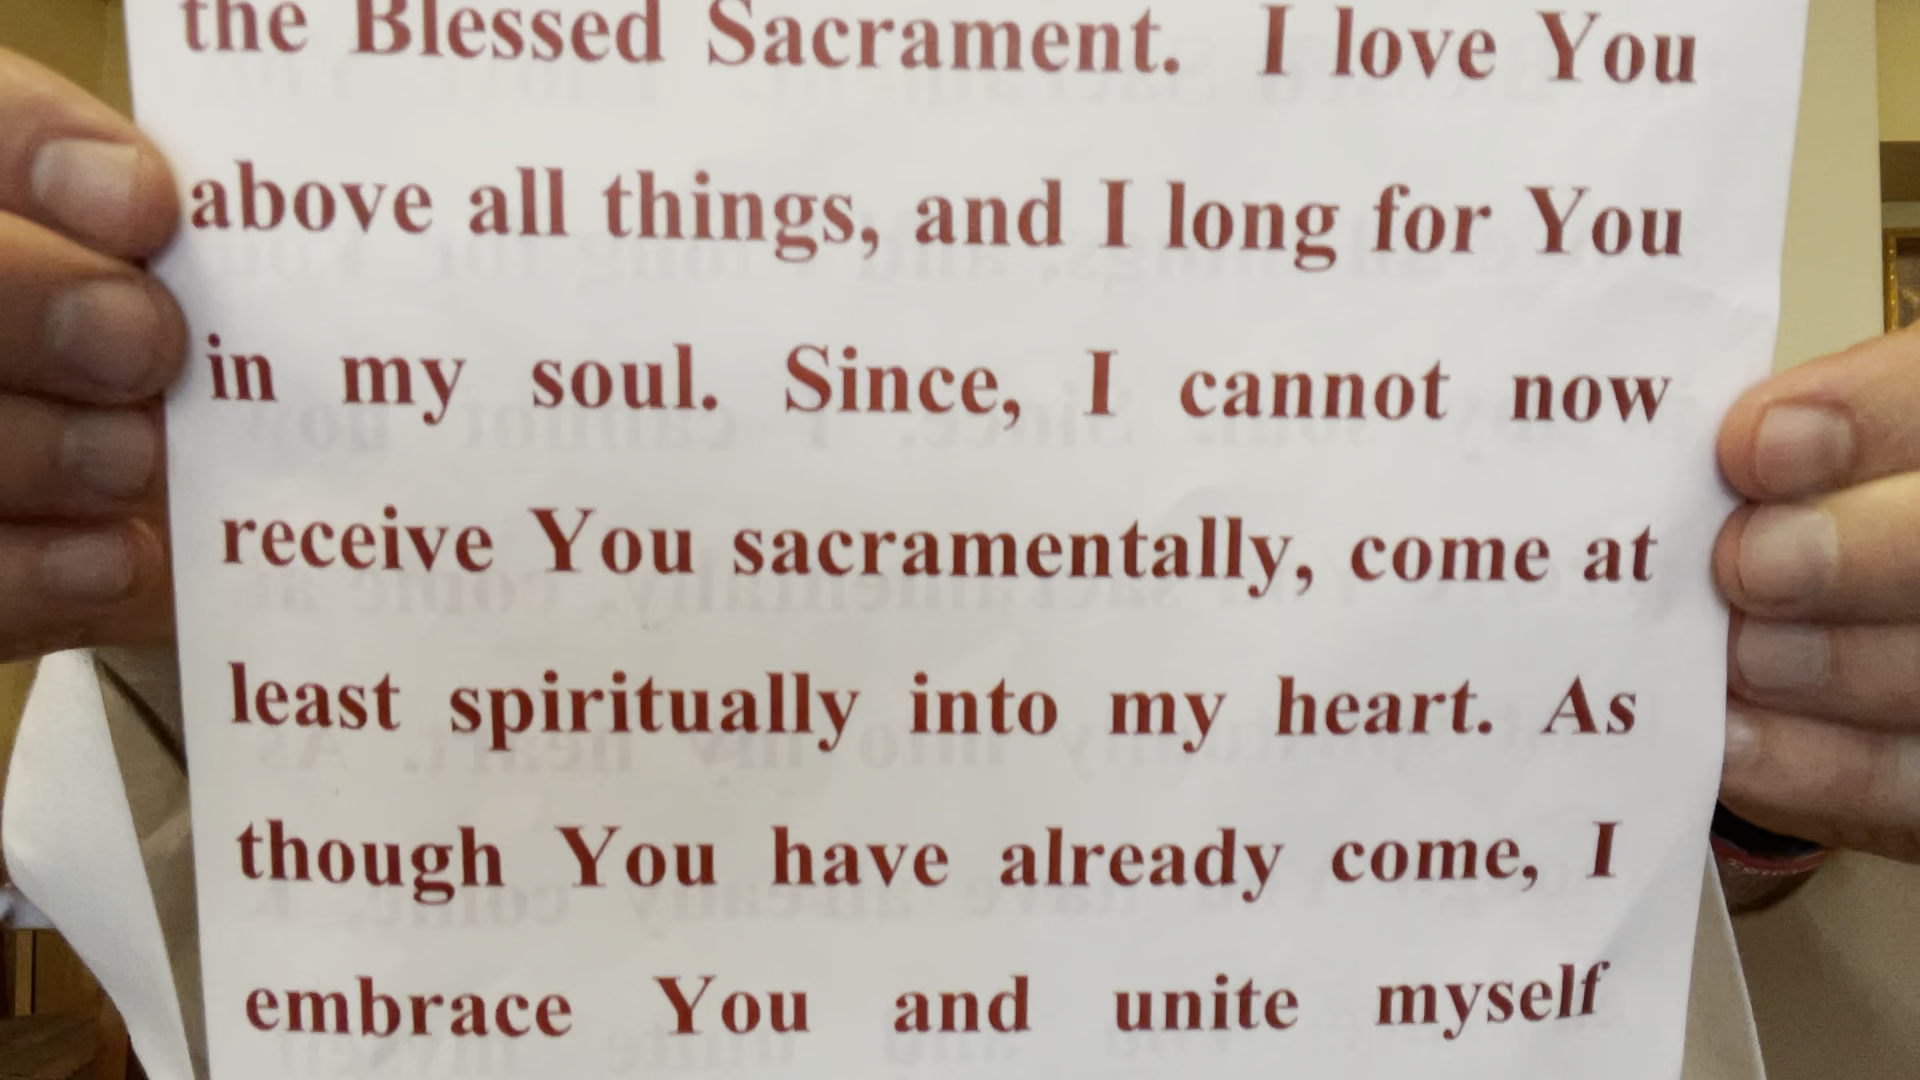 the Blessed Sacrament. I love You
above all things, and I long for You
in my soul. Since, I cannot now
receive You sacramentally, come at
least spiritually into my heart. As
though You have already come, I
embrace You and unite myself